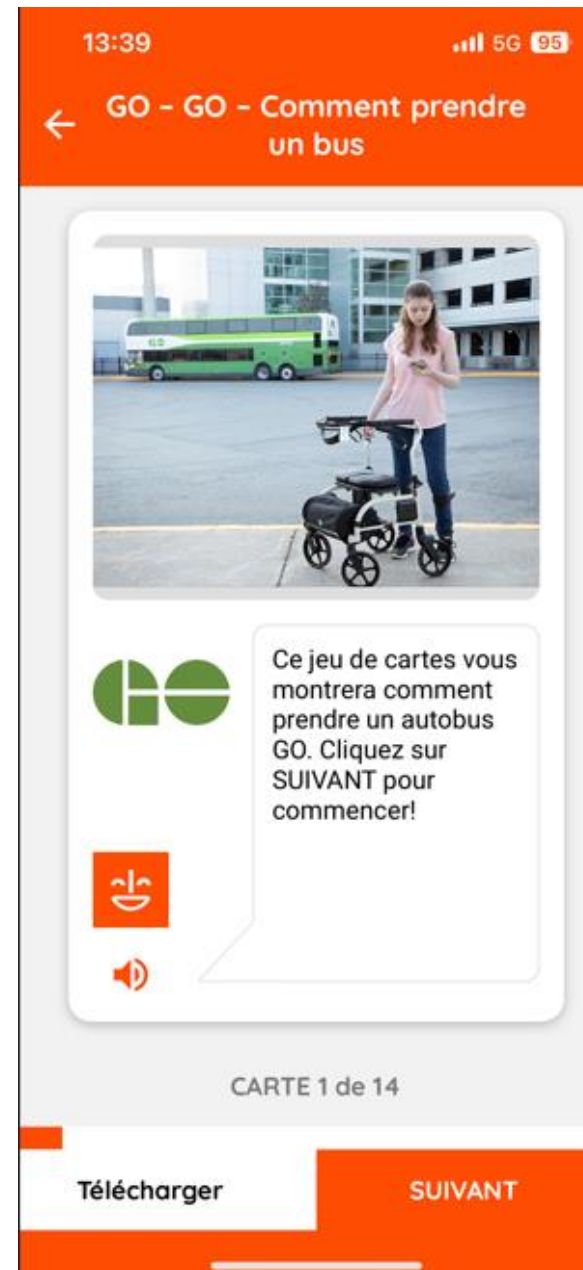 13:39
5G 95
GO - GO - Comment prendre
un bus
GO
GO
Ce jeu de cartes vous
montrera comment
prendre un autobus
GO. Cliquez sur
SUIVANT pour
commencer!
CARTE 1 de 14
Télécharger
SUIVANT